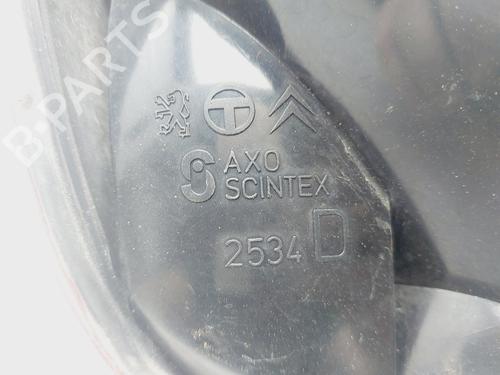 B-PARTS
AXO
SCINTEX
2534 D